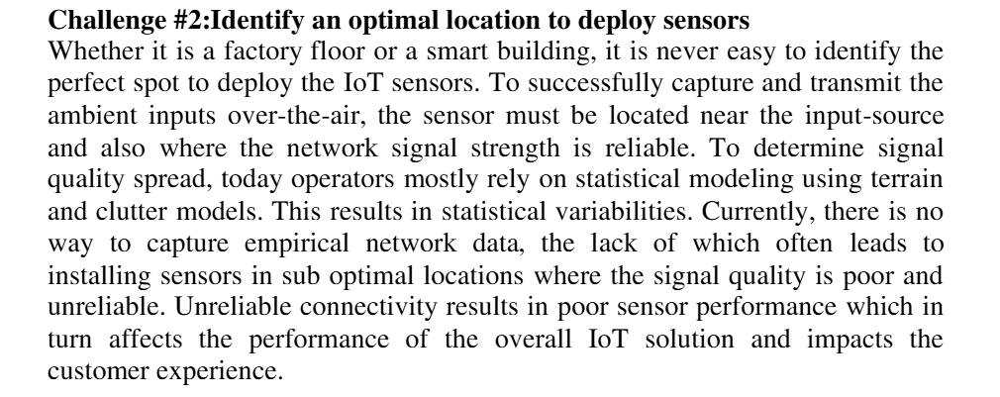 Challenge #2:Identify an optimal location to deploy sensors
Whether it is a factory floor or a smart building, it is never easy to identify the
perfect spot to deploy the IoT sensors. To successfully capture and transmit the
ambient inputs over-the-air, the sensor must be located near the input-source
and also where the network signal strength is reliable. To determine signal
quality spread, today operators mostly rely on statistical modeling using terrain
and clutter models. This results in statistical variabilities. Currently, there is no
way to capture empirical network data, the lack of which often leads to
installing sensors in sub optimal locations where the signal quality is poor and
unreliable. Unreliable connectivity results in poor sensor performance which in
turn affects the performance of the overall IoT solution and impacts the
customer experience.